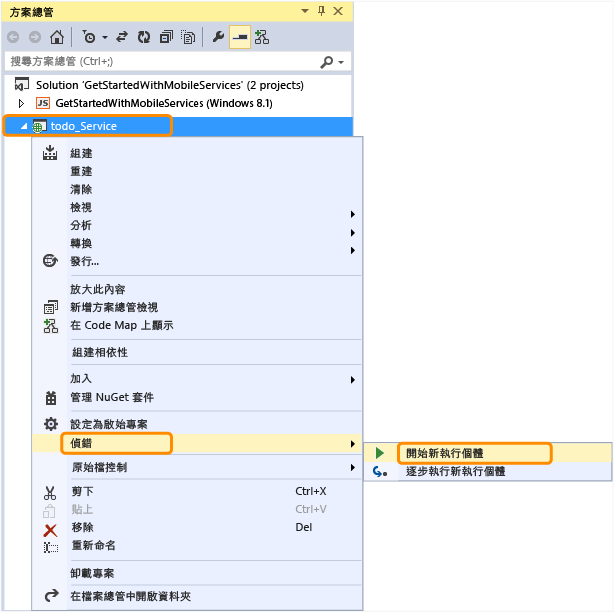 方案總管
搜尋方案總管 (Ctrl+;)
Solution 'GetStartedWithMobileServices' (2 projects)
JS GetStartedWithMobileServices (Windows 8.1)
todo_Service
組建
重建
清除
檢視
分析
轉換
發行...
放大此內容
新增方案總管檢視
在 Code Map 上顯示
組建相依性
加入
管理 NuGet 套件
設定為啟始專案
偵錯
開始新執行個體
逐步執行新執行個體
原始檔控制
剪下 Ctrl+X
貼上 Ctrl+V
移除 Del
重新命名
卸載專案
在檔案總管中開啟資料夾